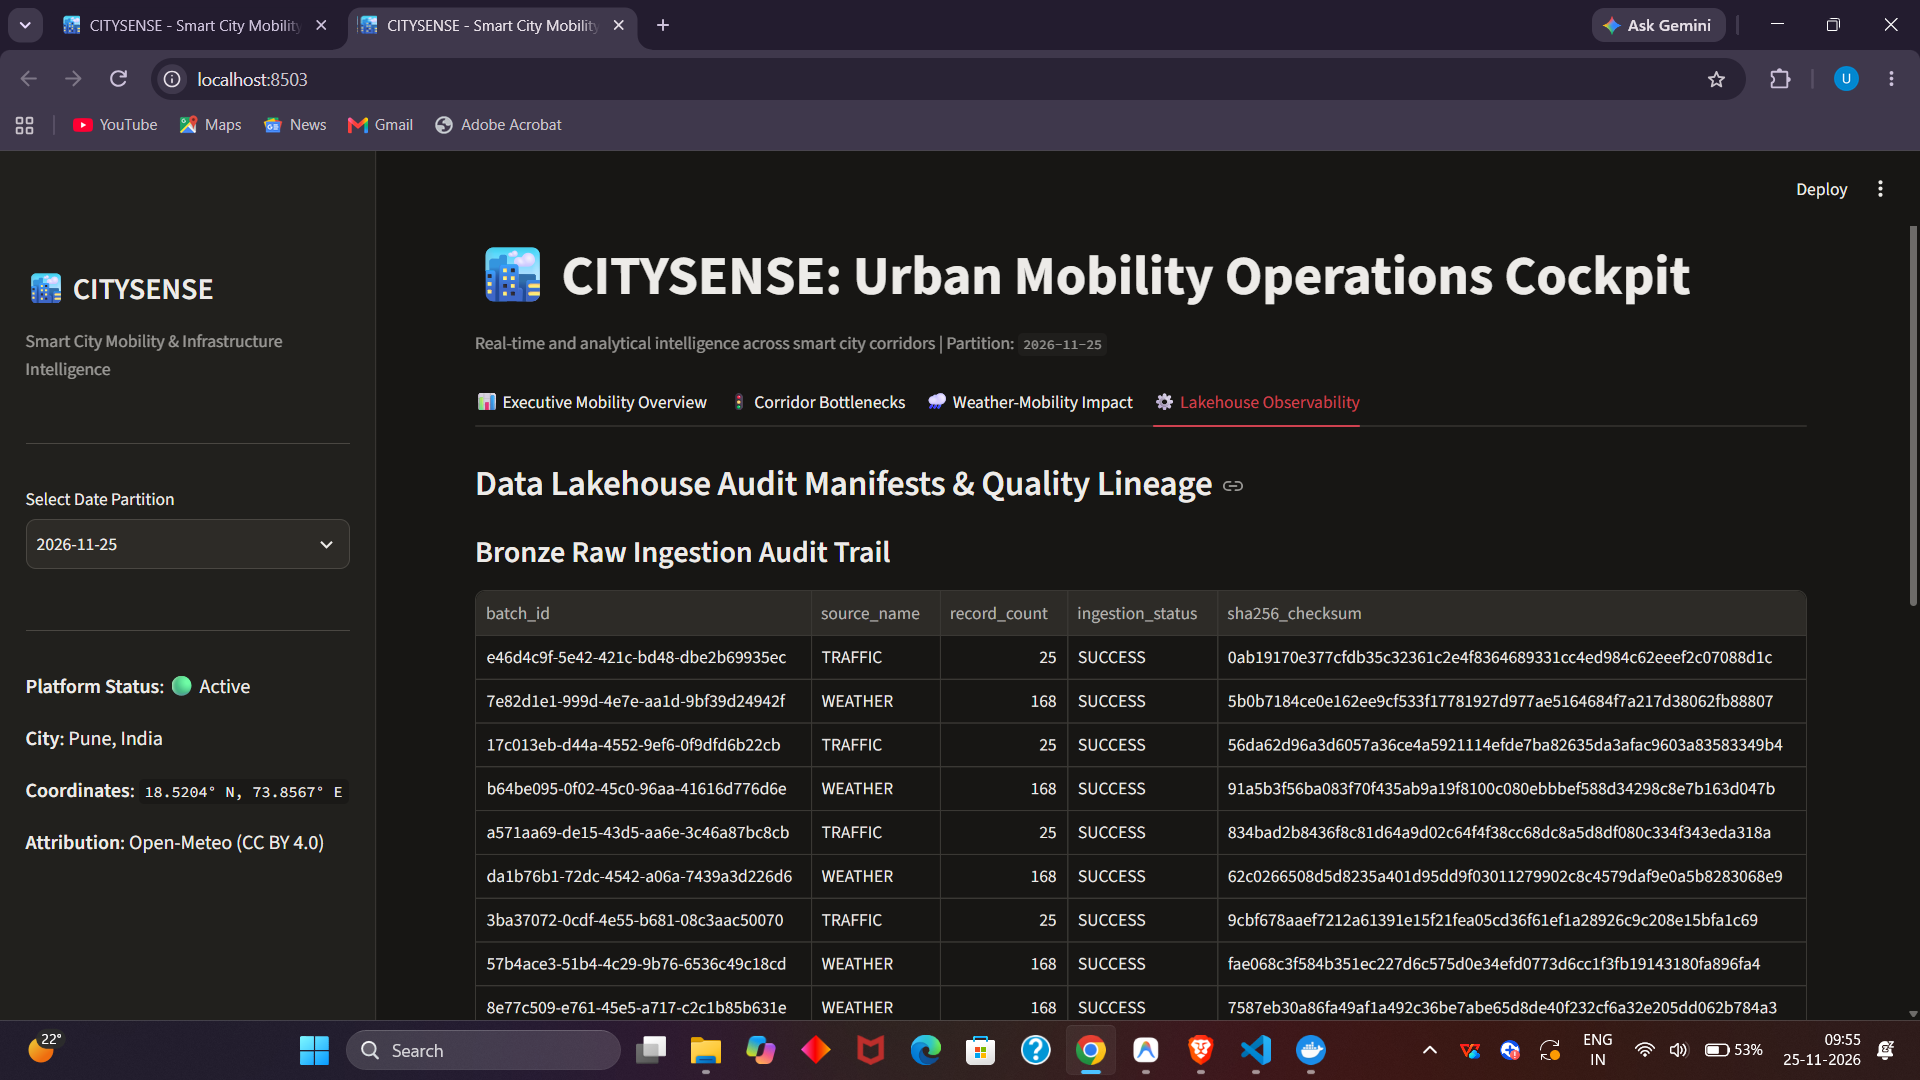 CITYSENSE - Smart City Mobility
CITYSENSE - Smart City Mobility
Ask Gemini
localhost:8503
U
YouTube
Maps
News
Gmail
Adobe Acrobat
Deploy
CITYSENSE
Smart City Mobility & Infrastructure
Intelligence
Select Date Partition
2026-11-25
Platform Status: Active
City: Pune, India
Coordinates: 18.5204° N, 73.8567° E
Attribution: Open-Meteo (CC BY 4.0)
CITYSENSE: Urban Mobility Operations Cockpit
Real-time and analytical intelligence across smart city corridors | Partition: 2026-11-25
Executive Mobility Overview Corridor Bottlenecks Weather-Mobility Impact Lakehouse Observability
Data Lakehouse Audit Manifests & Quality Lineage
Bronze Raw Ingestion Audit Trail
batch_id source_name record_count ingestion_status sha256_checksum
e46d4c9f-5e42-421c-bd48-dbe2b69935ec TRAFFIC 25 SUCCESS 0ab19170e377cfdb35c32361c2e4f8364689331cc4ed984c62eeef2c07088d1c
7e82d1e1-999d-4e7e-aa1d-9bf39d24942f WEATHER 168 SUCCESS 5b0b7184ce0e162ee9cf533f17781927d977ae5164684f7a217d38062fb88807
17c013eb-d44a-4552-9ef6-0f9dfd6b22cb TRAFFIC 25 SUCCESS 56da62d96a3d6057a36ce4a5921114efde7ba82635da3afac9603a83583349b4
b64be095-0f02-45c0-96aa-41616d776d6e WEATHER 168 SUCCESS 91a5b3f56ba083f70f435ab9a19f8100c080ebbbef588d34298c8e7b163d047b
a571aa69-de15-43d5-aa6e-3c46a87bc8cb TRAFFIC 25 SUCCESS 834bad2b8436f8c81d64a9d02c64f4f38cc68dc8a5d8df080c334f343eda318a
da1b76b1-72dc-4542-a06a-7439a3d226d6 WEATHER 168 SUCCESS 62c0266508d5d8235a401d95dd9f03011279902c8c4579daf9e0a5b8283068e9
3ba37072-0cdf-4e55-b681-08c3aac50070 TRAFFIC 25 SUCCESS 9cbf678aaef7212a61391e15f21fea05cd36f61ef1a28926c9c208e15bfa1c69
57b4ace3-51b4-4c29-9b76-6536c49c18cd WEATHER 168 SUCCESS fae068c3f584b351ec227d6c575d0e34efd0773d6cc1f3fb19143180fa896fa4
8e77c509-e761-45e5-a717-c2c1b85b631e WEATHER 168 SUCCESS 7587eb30a86fa49af1a492c36be7abe65d8de40f232cf6a32e205dd062b784a3
22°
Search
ENG
IN
53%
09:55
25-11-2026